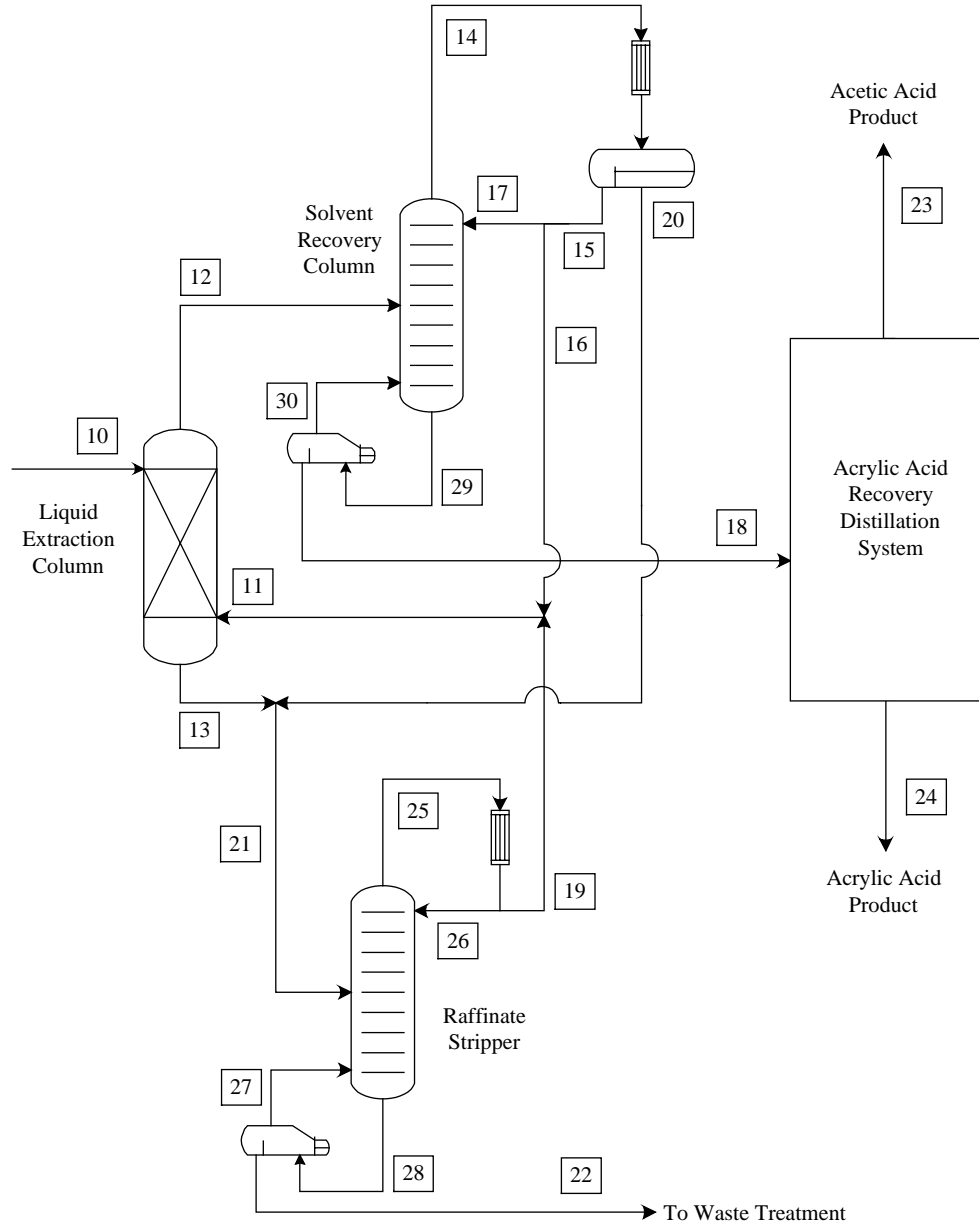 14
Acetic Acid
Product
17
20
23
Solvent
Recovery
Column
15
12
16
30
10
29
Acrylic Acid
Recovery
Distillation
System
Liquid
Extraction
Column
18
11
13
25
24
21
Acrylic Acid
Product
19
26
Raffinate
Stripper
27
28
22
To Waste Treatment